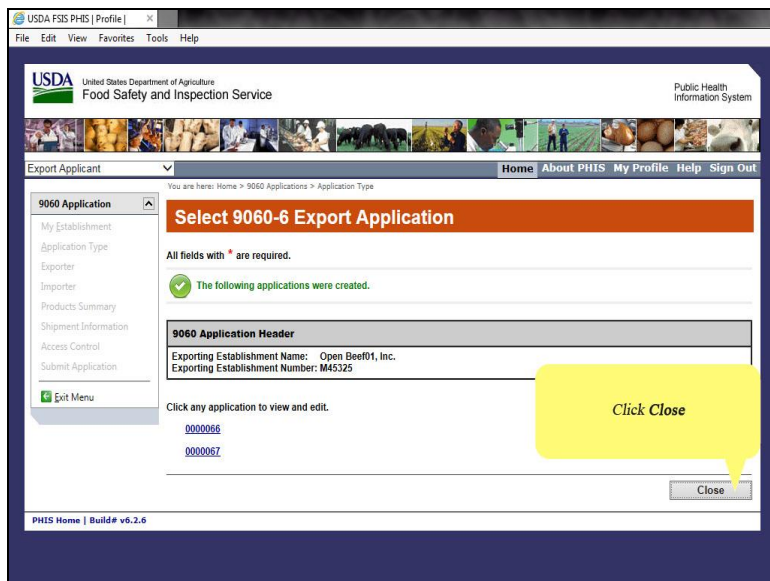 USDA FSIS PHIS | Profile |
File Edit View Favorites Tools Help
USDA
United States Department of Agriculture
Food Safety and Inspection Service
Public Health
Information System
Export Applicant
Home About PHIS My Profile Help Sign Out
You are here: Home > 9060 Applications > Application Type
9060 Application
My Establishment
Application Type
Exporter
Importer
Products Summary
Shipment Information
Access Control
Submit Application
Exit Menu
Select 9060-6 Export Application
All fields with * are required.
The following applications were created.
9060 Application Header
Exporting Establishment Name: Open Beef01, Inc.
Exporting Establishment Number: M45325
Click any application to view and edit.
0000066
0000067
Click Close
Close
PHIS Home | Build# v6.2.6